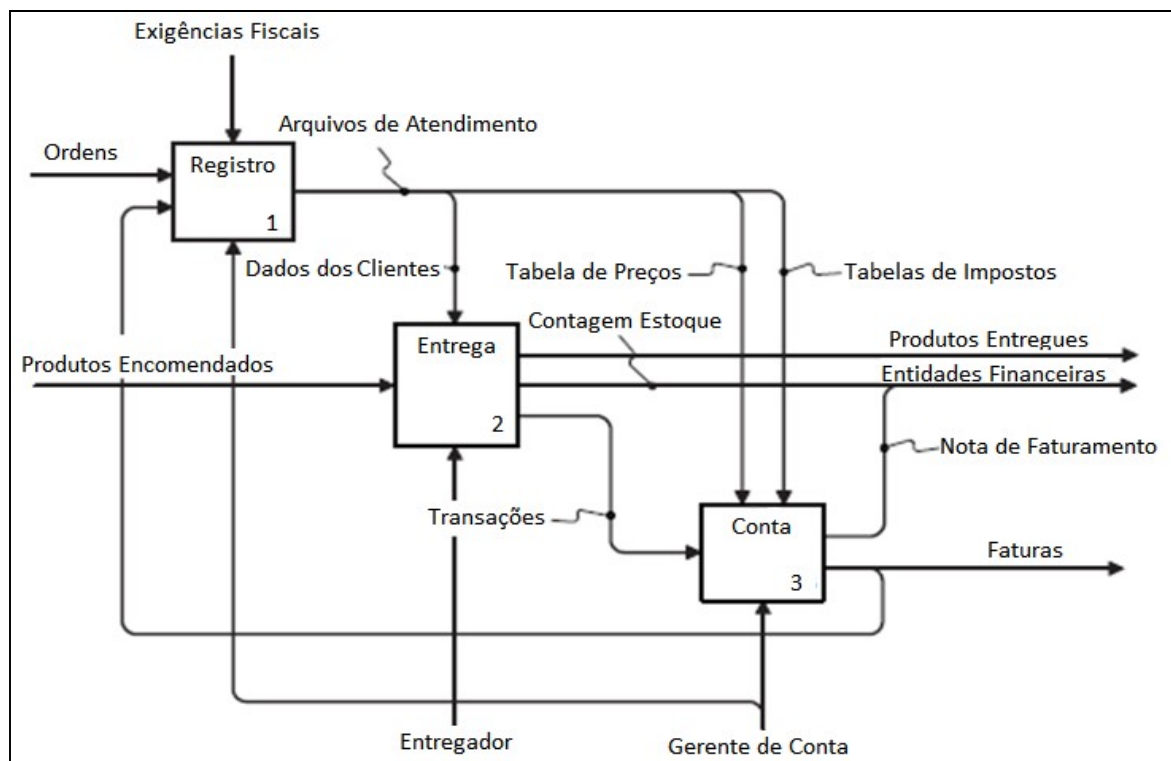 Exigências Fiscais
Arquivos de Atendimento
Ordens
Registro
1
Dados dos Clientes
Tabela de Preços
Tabelas de Impostos
Contagem Estoque
Entrega
Produtos Entregues
Produtos Encomendados
Entidades Financeiras
2
Nota de Faturamento
Transações
Conta
Faturas
3
Entregador
Gerente de Conta